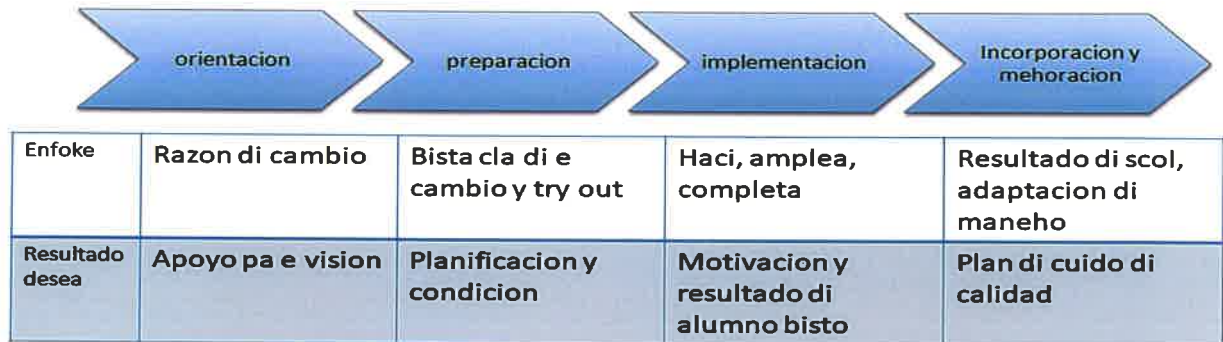 orientacion
preparacion
implementacion
Incorporacion y
mehoracion
Enfoke
Razon di cambio
Bista cla di e
cambio y try out
Haci, amplea,
completa
Resultado di scol,
adaptacion di
maneho
Resultado
desea
Apoyo pa e vision
Planificacion y
condicion
Motivacion y
resultado di
alumno bisto
Plan di cuido di
calidad